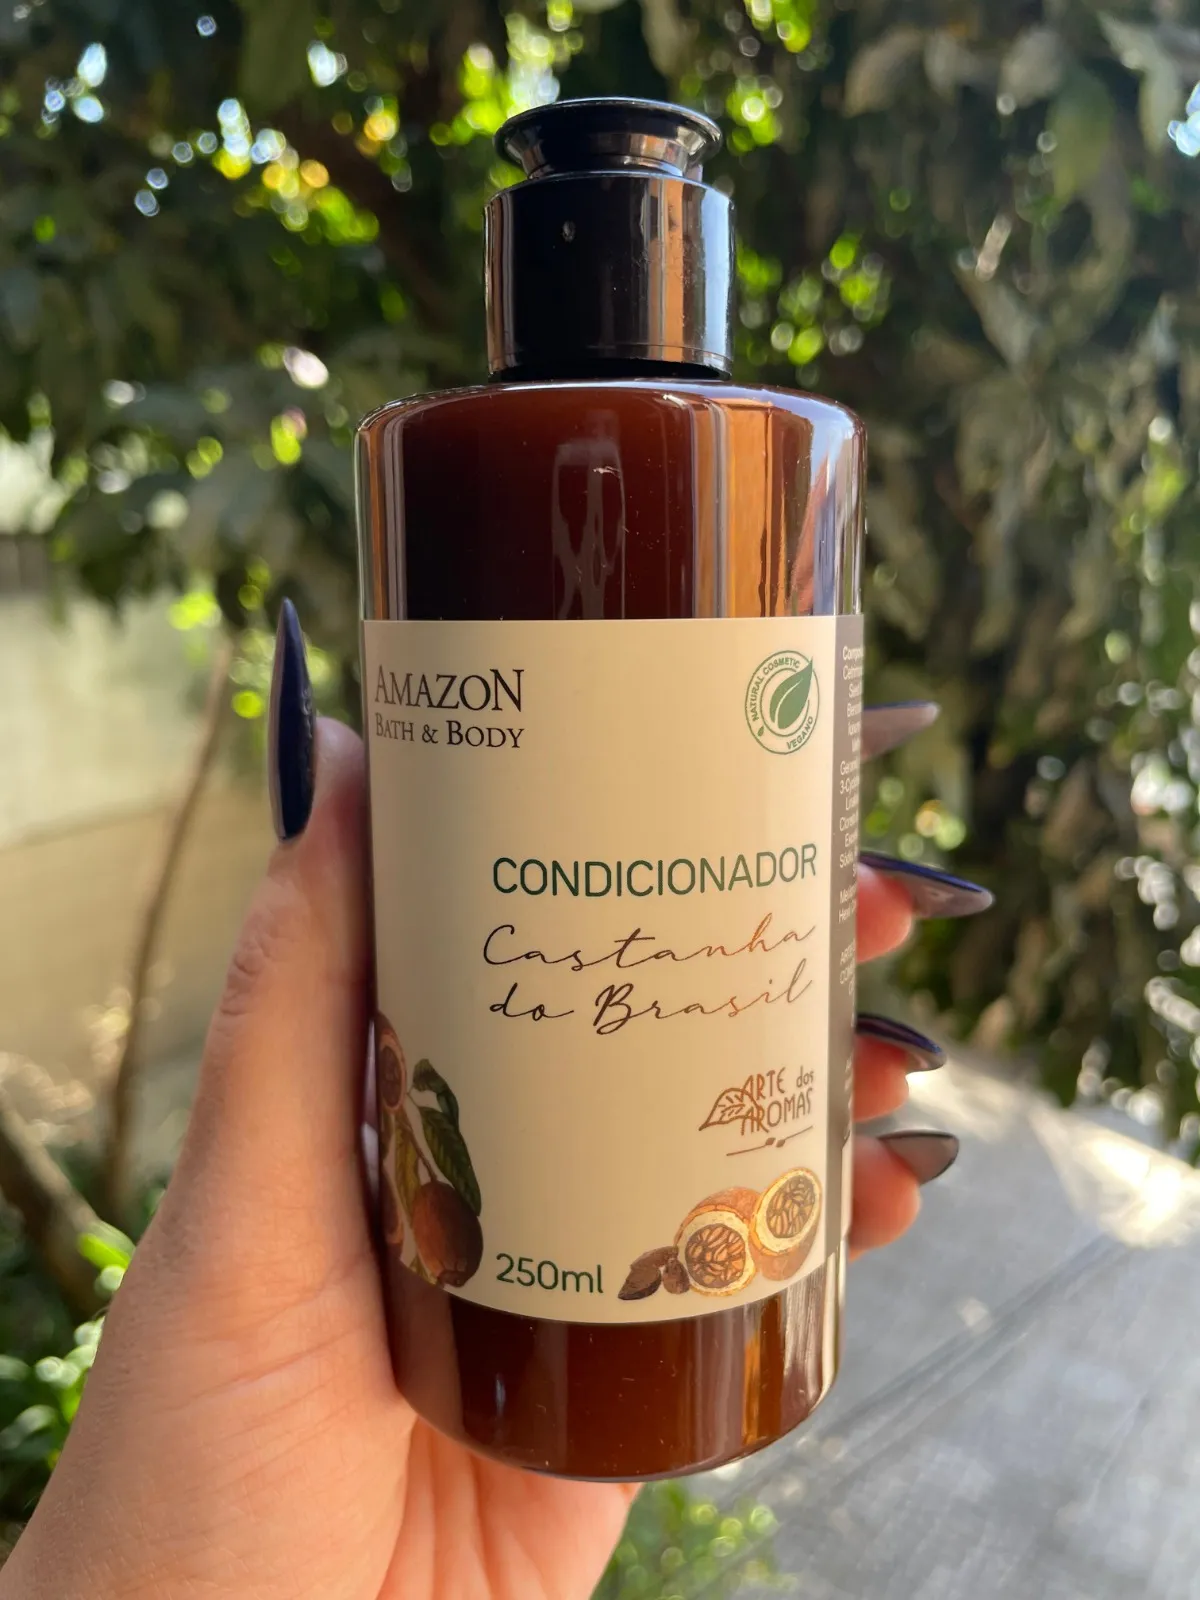 AMAZON
BATH & BODY
NATURAL COSMETIC
VEGANO
CONDICIONADOR
Castanha
do Brasil
ARTE dos
AROMAS
250ml